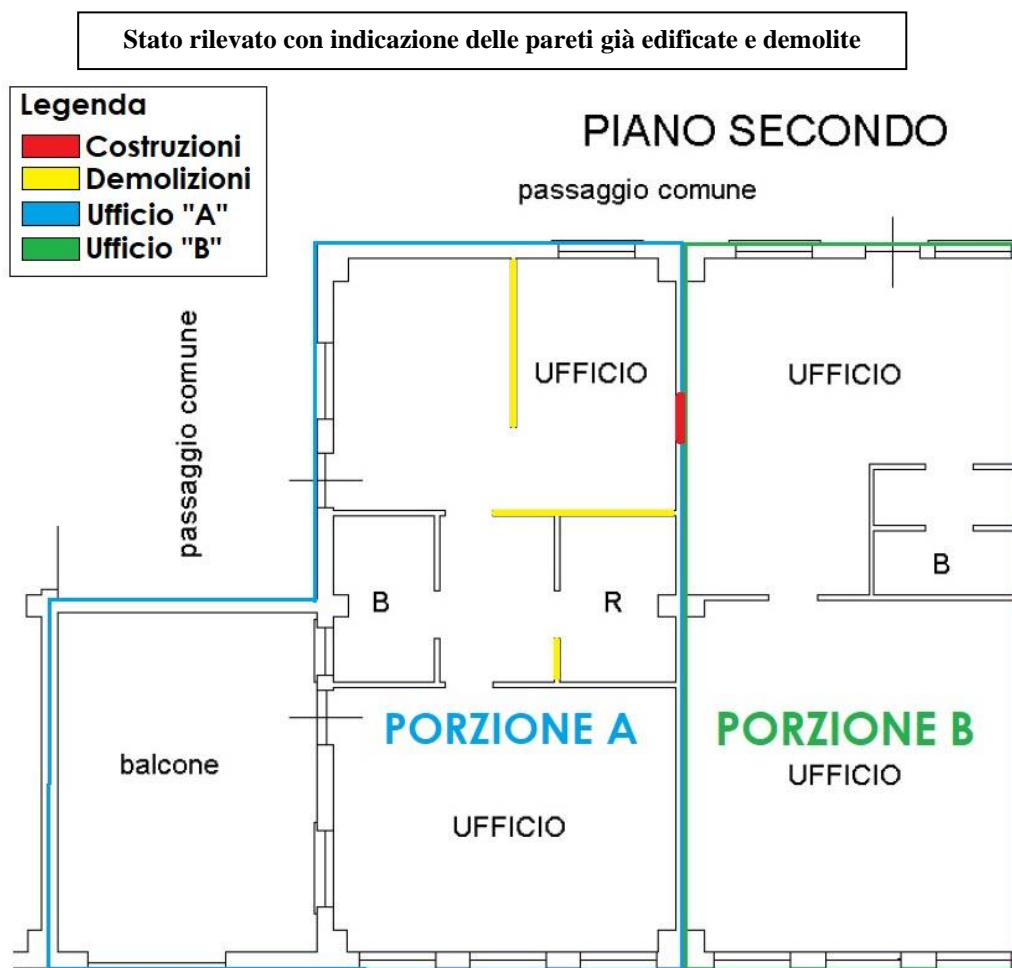 Stato rilevato con indicazione delle pareti già edificate e demolite
Legenda
Costruzioni
Demolizioni
Ufficio "A"
Ufficio "B"
PIANO SECONDO
passaggio comune
passaggio comune
UFFICIO
UFFICIO
B
R
B
PORZIONE A
PORZIONE B
balcone
UFFICIO
UFFICIO